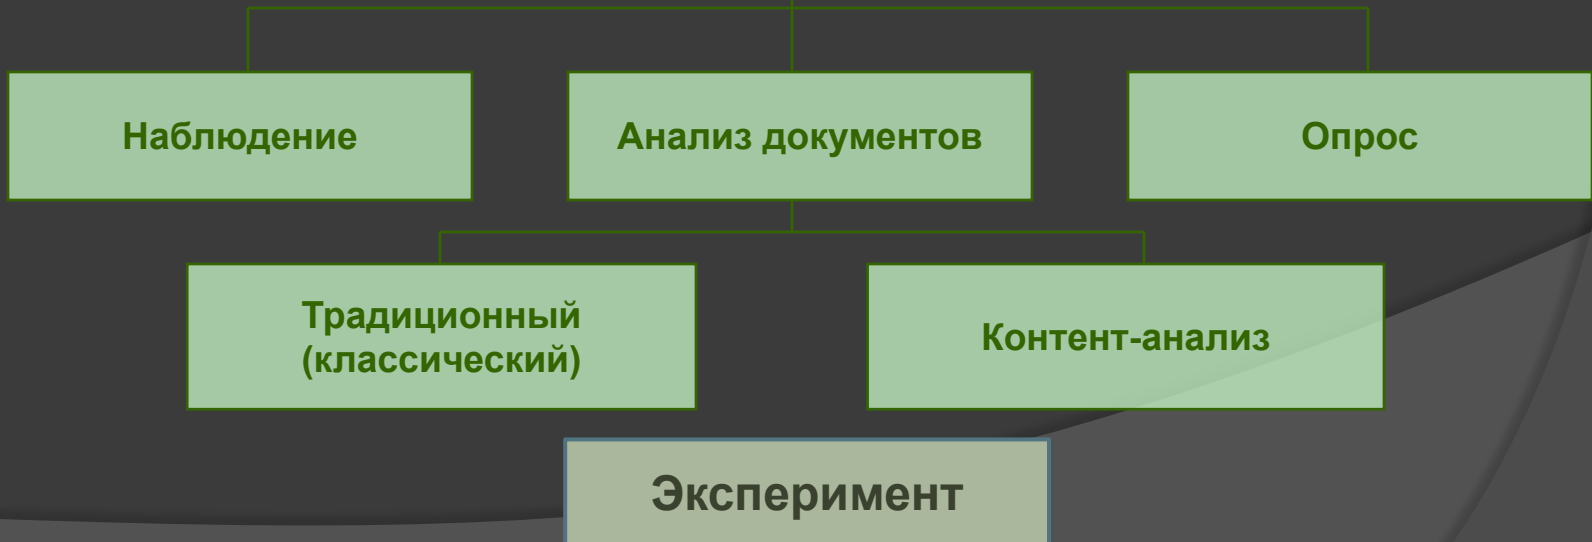 Наблюдение
Анализ документов
Опрос
Традиционный
(классический)
Контент-анализ
Эксперимент